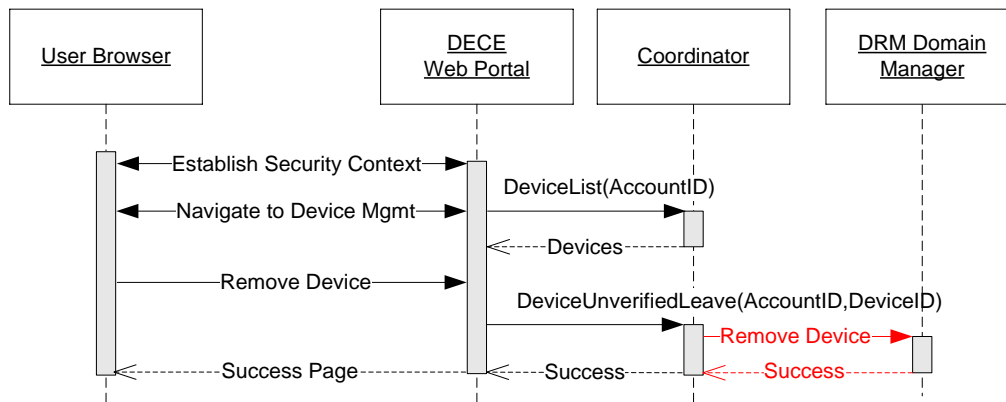 User Browser
DECE
Web Portal
Coordinator
DRM Domain
Manager
Establish Security Context
DeviceList(AccountID)
Navigate to Device Mgmt
Devices
Remove Device
DeviceUnverifiedLeave(AccountID,DeviceID)
Remove Device
Success Page
Success
Success